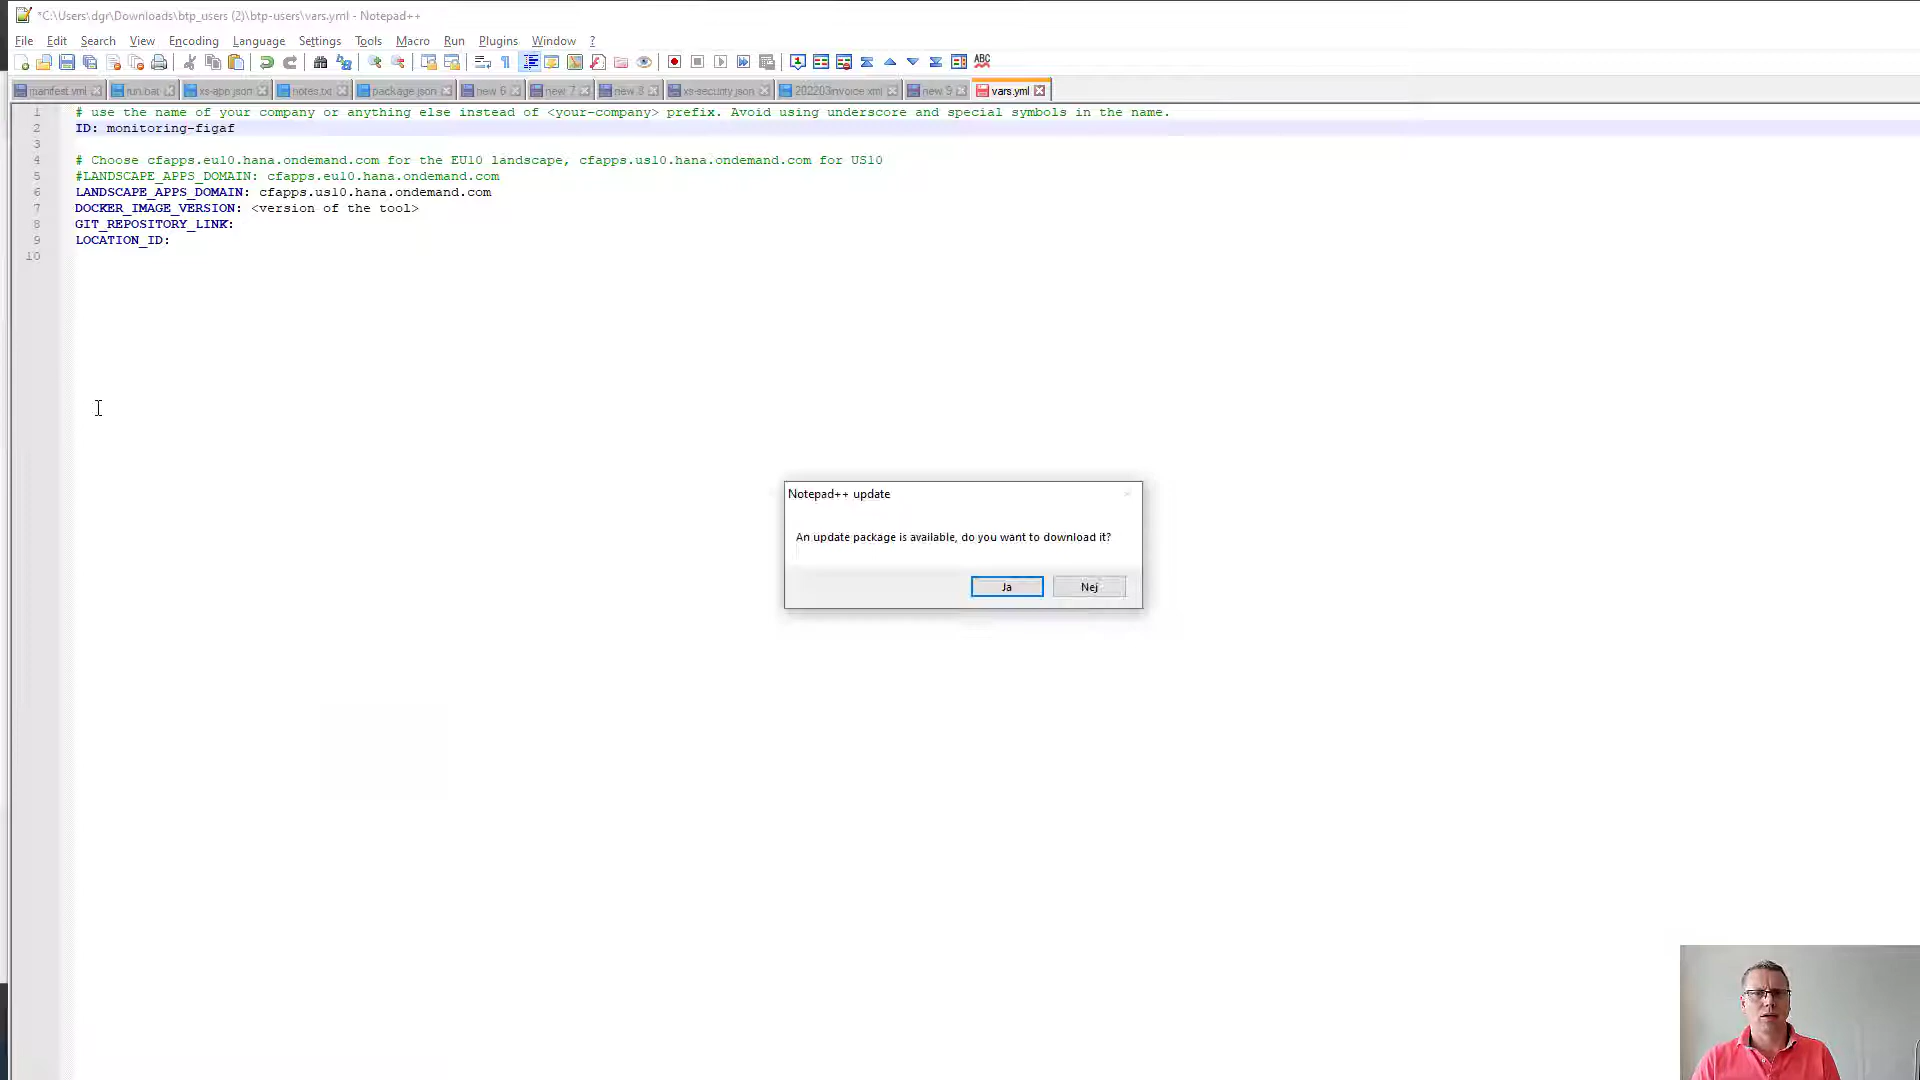 *C:\Users\dgr\Downloads\btp_users (2)\btp-users\vars.yml - Notepad++
File Edit Search View Encoding Language Settings Tools Macro Run Plugins Window ?
ABC
manifest.yml run.bat xs-app.json notes.txt package.json new 6 new 7 new 8 xs-security.json 202203invoice.xml new 9 vars.yml
1 # use the name of your company or anything else instead of <your-company> prefix. Avoid using underscore and special symbols in the name.
2 ID: monitoring-figaf
3
4 # Choose cfapps.eu10.hana.ondemand.com for the EU10 landscape, cfapps.us10.hana.ondemand.com for US10
5 #LANDSCAPE_APPS_DOMAIN: cfapps.eu10.hana.ondemand.com
6 LANDSCAPE_APPS_DOMAIN: cfapps.us10.hana.ondemand.com
7 DOCKER_IMAGE_VERSION: <version of the tool>
8 GIT_REPOSITORY_LINK:
9 LOCATION_ID:
10
Notepad++ update
An update package is available, do you want to download it?
Ja Nej